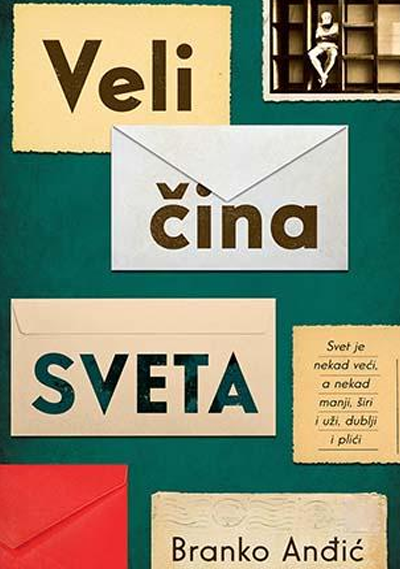 Veli
čina
SVETA
Svet je
nekad veći,
a nekad
manji, širi
i uži, dublji
i plići
Branko Anđić